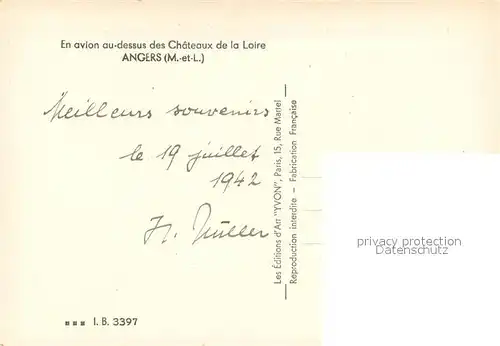 En avion au-dessus des Châteaux de la Loire
ANGERS (M.-et-L.)
Meilleurs souvenirs
le 19 juillet
1942
H. Müller
Les Éditions d'Art "YVON", Paris, 15, Rue Martel
Reproduction interdite. - Fabrication Française
privacy protection
Datenschutz
I. B. 3397